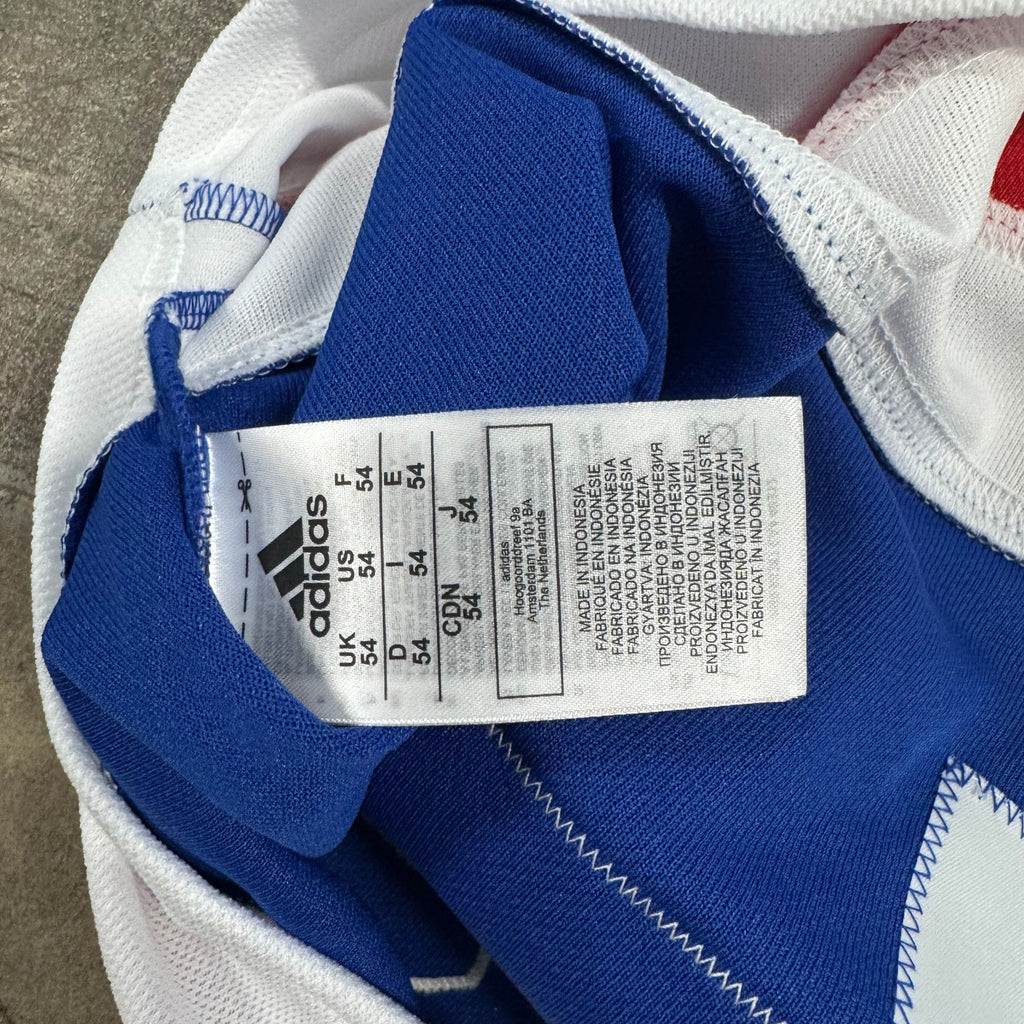 adidas
UK US F
54 54 54
D I E
54 54 54
CDN J
54 54
adidas
Hoogoorddreef 9a
Amsterdam 1101 BA
The Netherlands
MADE IN INDONESIA
FABRIQUÉ EN INDONÉSIE
FABRICADO EN INDONESIA
FABRICADO NA INDONÉSIA
GYÁRTVA: INDONÉZIA
ПРОИЗВЕДЕНО В ИНДОНЕЗИЯ
СДЕЛАНО В ИНДОНЕЗИИ
PROIZVEDENO U INDONEZIJI
ENDONEZYA'DA İMAL EDİLMİŞTİR.
ИНДОНЕЗИЯДА ЖАСАЛҒАН
PROIZVEDENO U INDONEZIJI
FABRICAT ÎN INDONEZIA